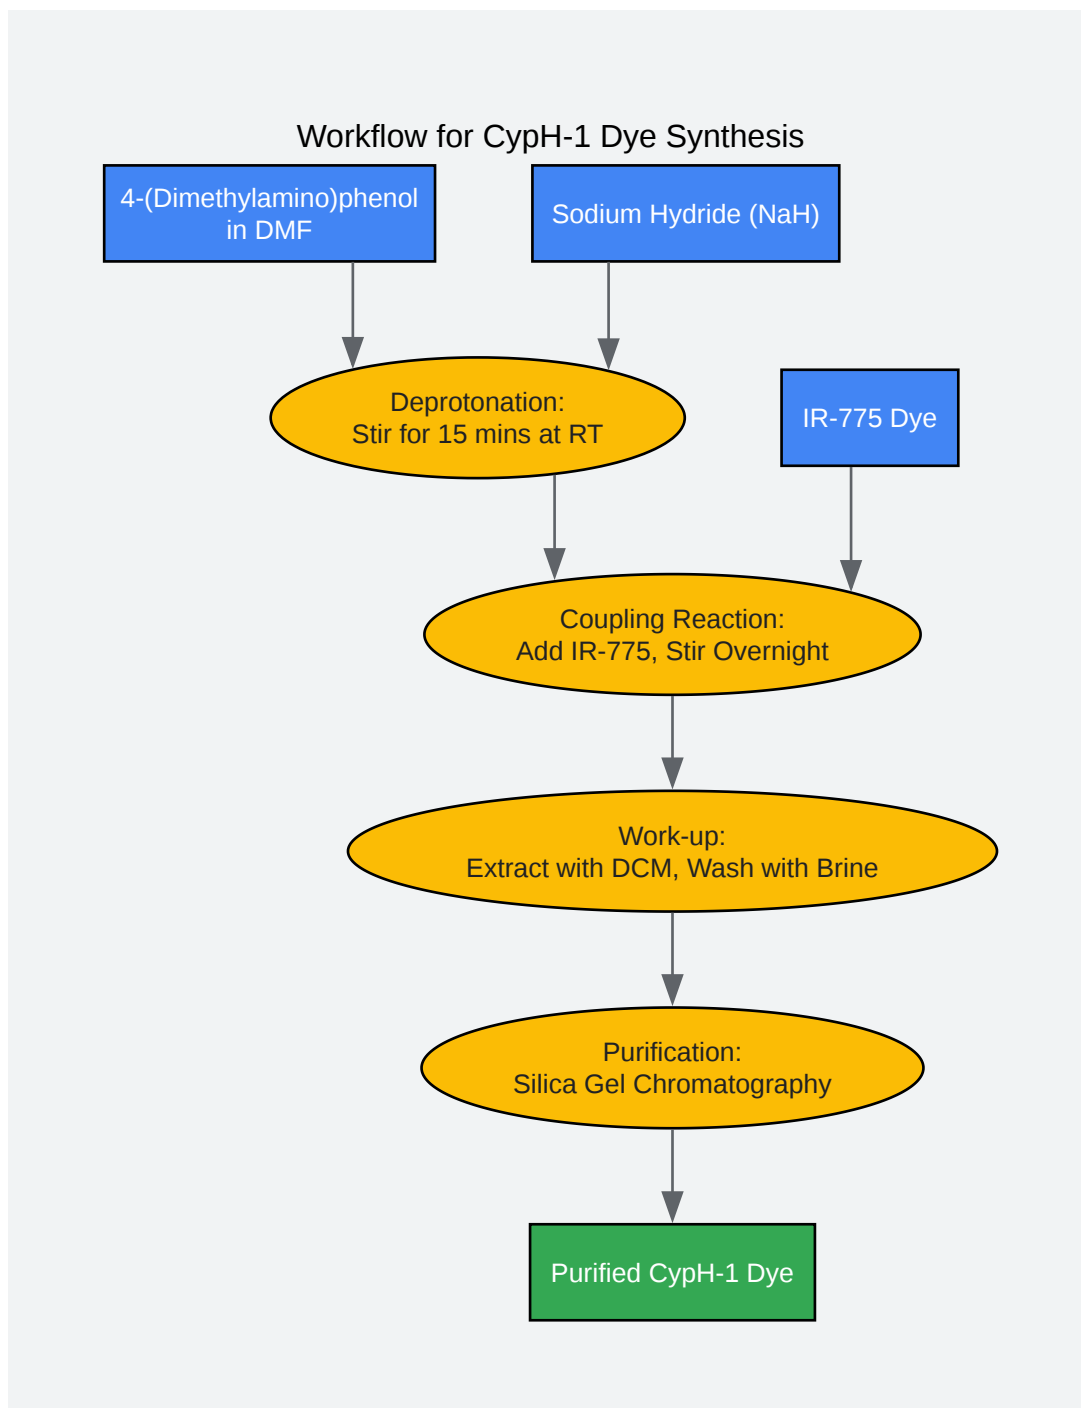 Workflow for CypH-1 Dye Synthesis
4-(Dimethylamino)phenol
in DMF
Sodium Hydride (NaH)
Deprotonation:
Stir for 15 mins at RT
IR-775 Dye
Coupling Reaction:
Add IR-775, Stir Overnight
Work-up:
Extract with DCM, Wash with Brine
Purification:
Silica Gel Chromatography
Purified CypH-1 Dye